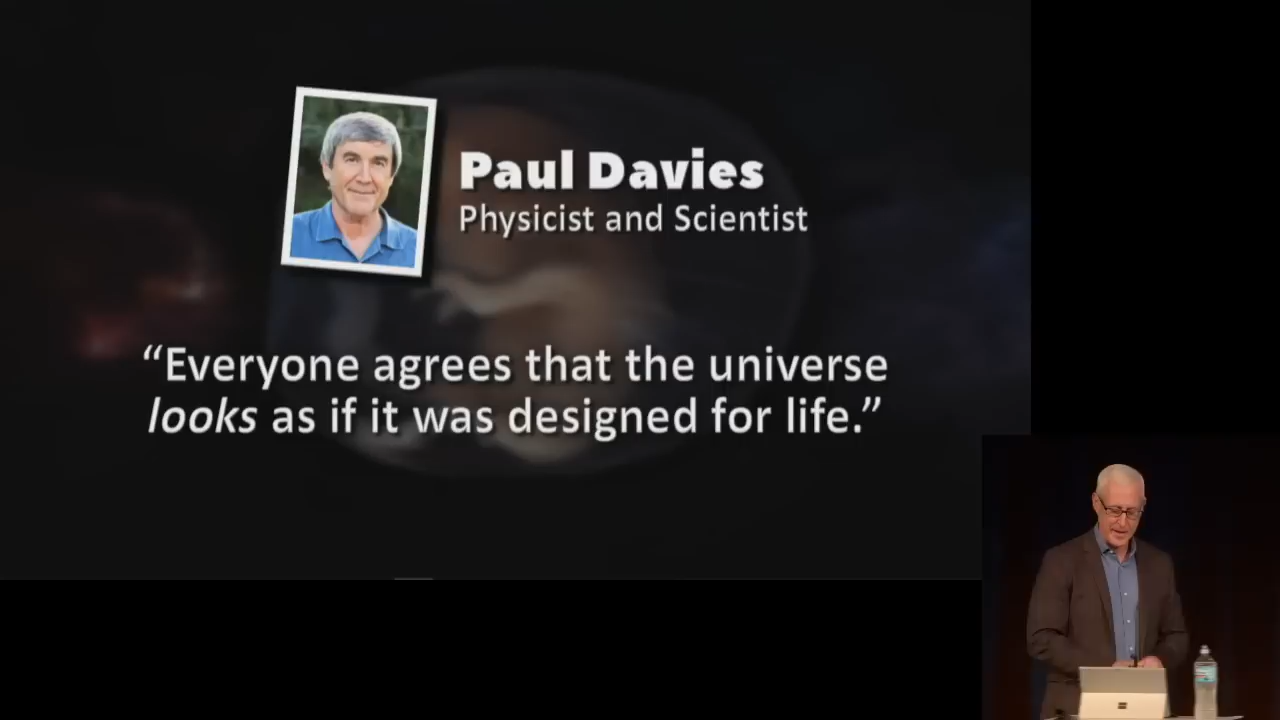 Paul Davies
Physicist and Scientist
“Everyone agrees that the universe
looks as if it was designed for life.”